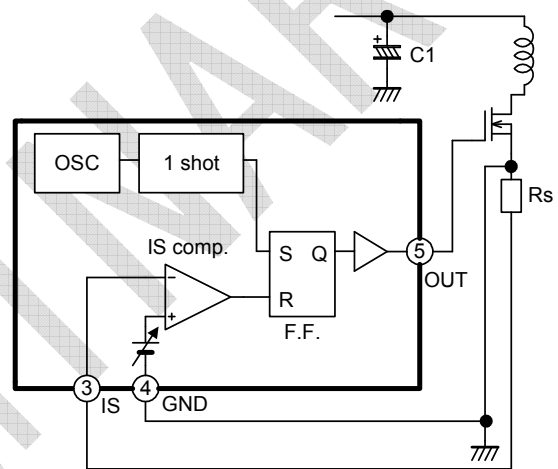 +
C1
OSC
1 shot
Rs
IS comp.
S Q
5
OUT
−
R
+
F.F.
3
4
IS
GND